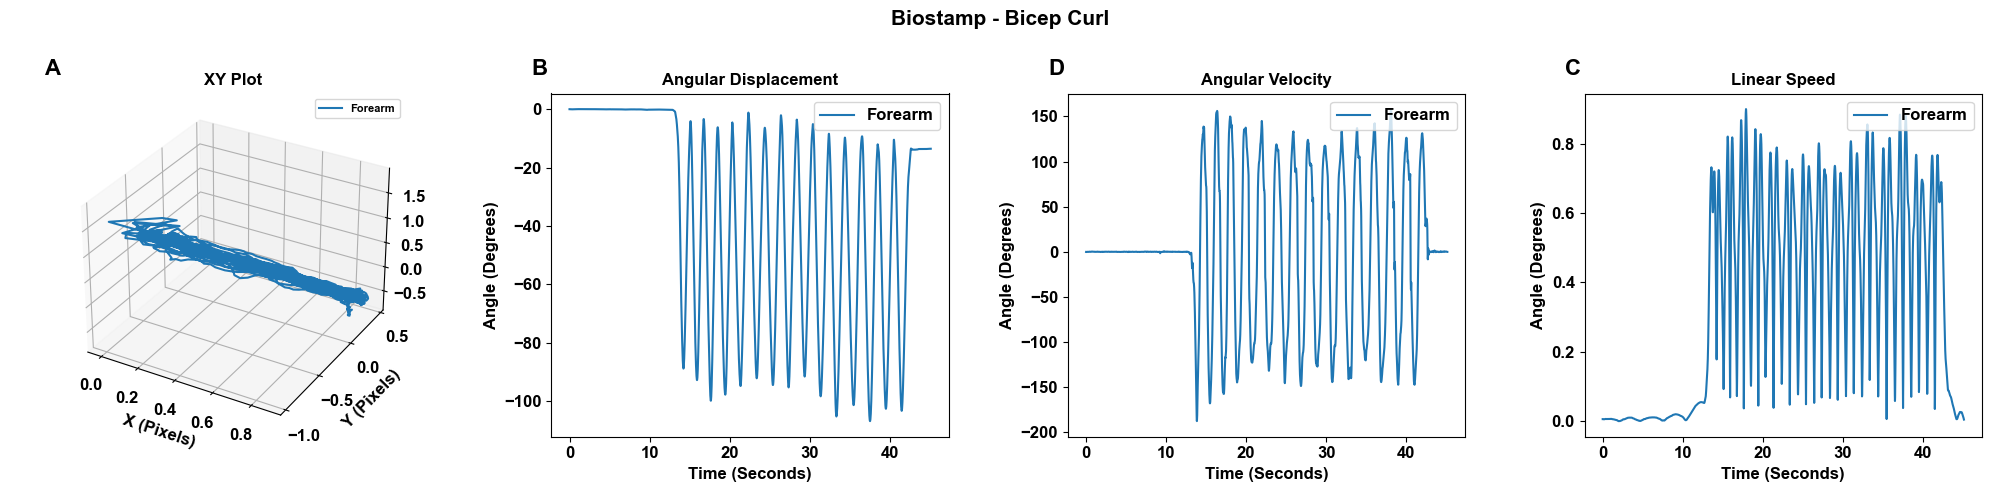 Biostamp - Bicep Curl
A
XY Plot
Forearm
1.5
1.0
0.5
0.0
−0.5
0.5
0.0
−0.5
−1.0
Y (Pixels)
0.0
0.2
0.4
0.6
0.8
X (Pixels)
B
Angular Displacement
Forearm
0
−20
−40
−60
−80
−100
Angle (Degrees)
0 10 20 30 40
Time (Seconds)
D
Angular Velocity
Forearm
150
100
50
0
−50
−100
−150
−200
Angle (Degrees)
0 10 20 30 40
Time (Seconds)
C
Linear Speed
Forearm
0.8
0.6
0.4
0.2
0.0
Angle (Degrees)
0 10 20 30 40
Time (Seconds)